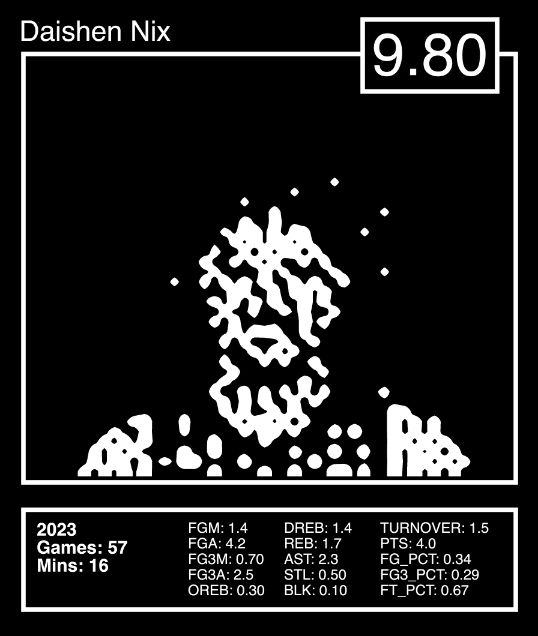 Daishen Nix
9.80
2023
Games: 57
Mins: 16
FGM: 1.4
FGA: 4.2
FG3M: 0.70
FG3A: 2.5
OREB: 0.30
DREB: 1.4
REB: 1.7
AST: 2.3
STL: 0.50
BLK: 0.10
TURNOVER: 1.5
PTS: 4.0
FG_PCT: 0.34
FG3_PCT: 0.29
FT_PCT: 0.67